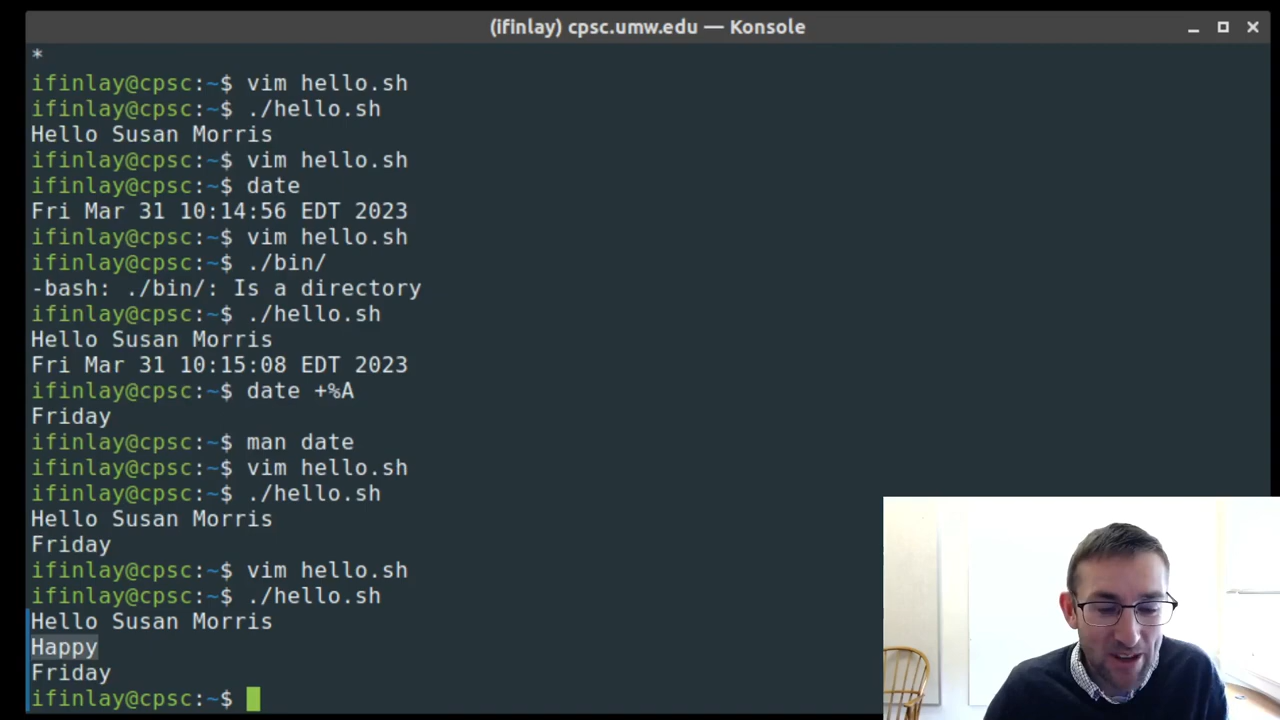 (ifinlay) cpsc.umw.edu — Konsole
*
ifinlay@cpsc:~$ vim hello.sh
ifinlay@cpsc:~$ ./hello.sh
Hello Susan Morris
ifinlay@cpsc:~$ vim hello.sh
ifinlay@cpsc:~$ date
Fri Mar 31 10:14:56 EDT 2023
ifinlay@cpsc:~$ vim hello.sh
ifinlay@cpsc:~$ ./bin/
-bash: ./bin/: Is a directory
ifinlay@cpsc:~$ ./hello.sh
Hello Susan Morris
Fri Mar 31 10:15:08 EDT 2023
ifinlay@cpsc:~$ date +%A
Friday
ifinlay@cpsc:~$ man date
ifinlay@cpsc:~$ vim hello.sh
ifinlay@cpsc:~$ ./hello.sh
Hello Susan Morris
Friday
ifinlay@cpsc:~$ vim hello.sh
ifinlay@cpsc:~$ ./hello.sh
Hello Susan Morris
Happy
Friday
ifinlay@cpsc:~$